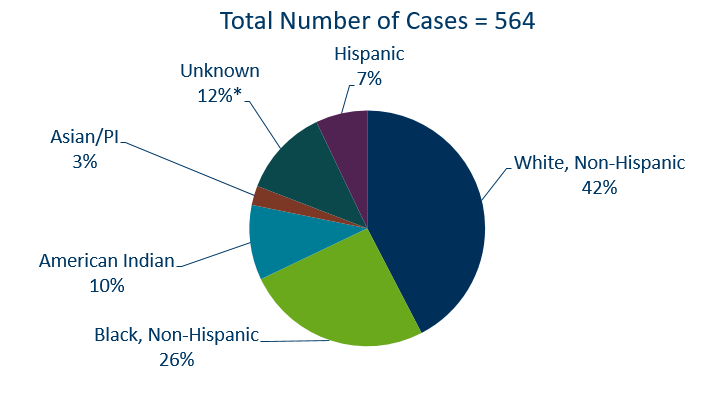 Total Number of Cases = 564
Hispanic
7%
Unknown
12%*
Asian/PI
3%
White, Non-Hispanic
42%
American Indian
10%
Black, Non-Hispanic
26%